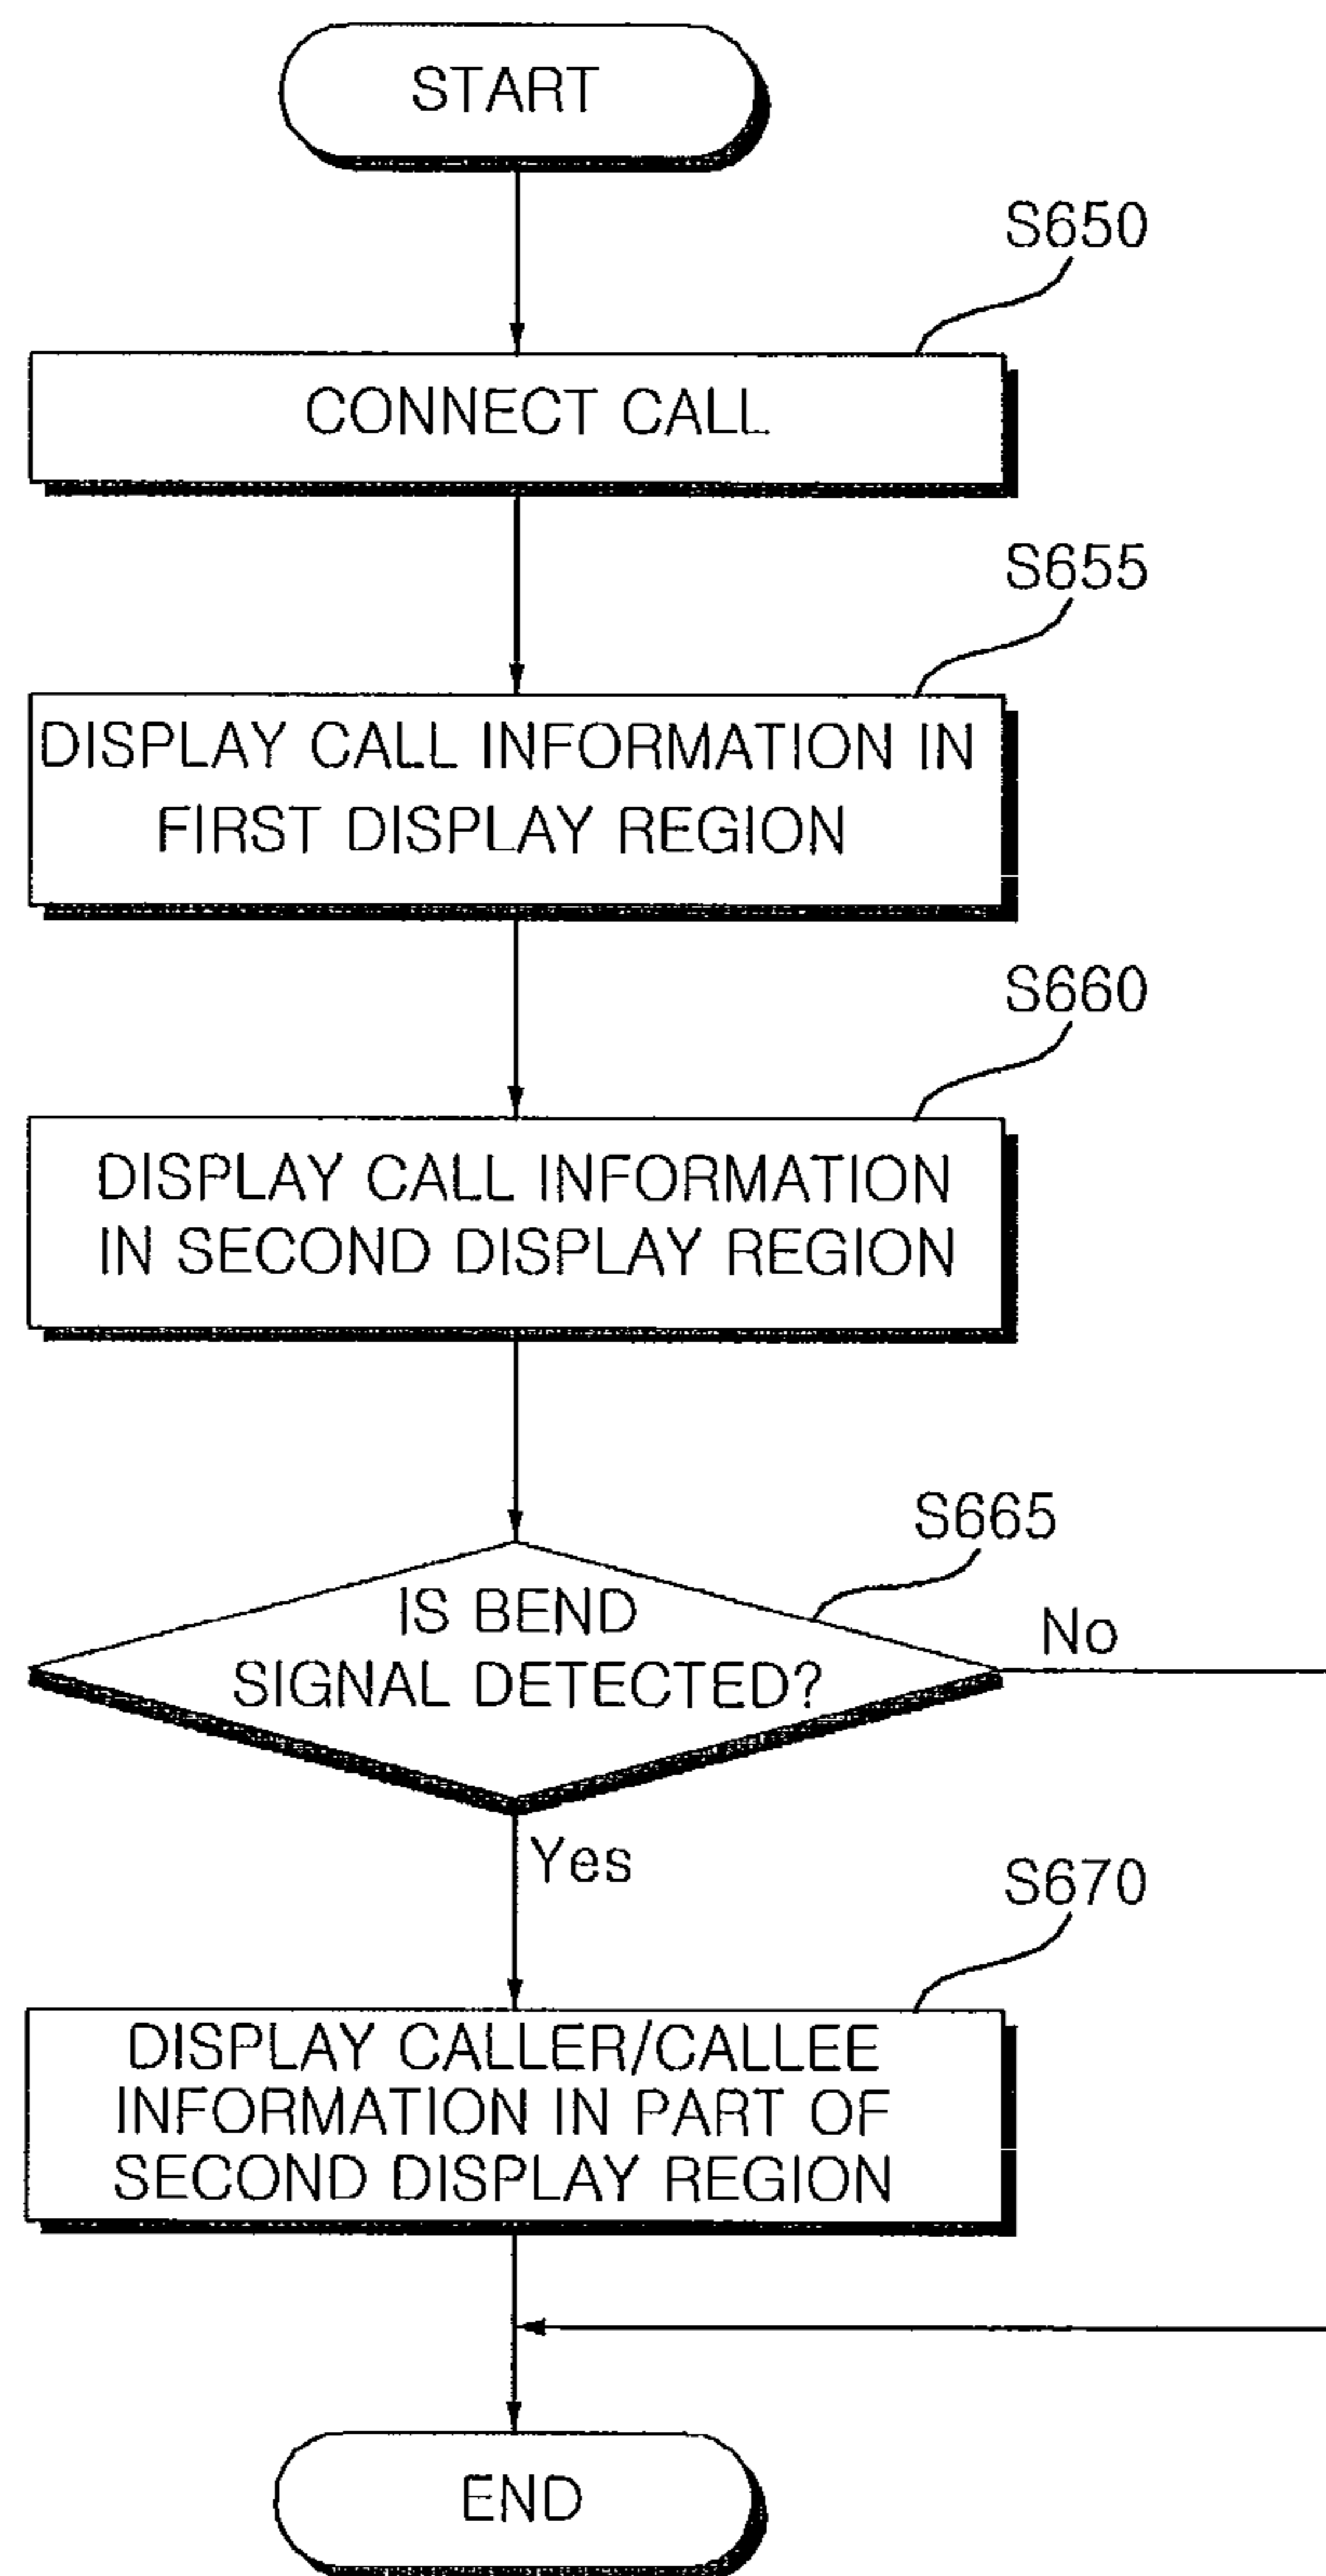 START
S650
CONNECT CALL
S655
DISPLAY CALL INFORMATION IN
FIRST DISPLAY REGION
S660
DISPLAY CALL INFORMATION
IN SECOND DISPLAY REGION
S665
IS BEND
SIGNAL DETECTED?
No
Yes
S670
DISPLAY CALLER/CALLEE
INFORMATION IN PART OF
SECOND DISPLAY REGION
END